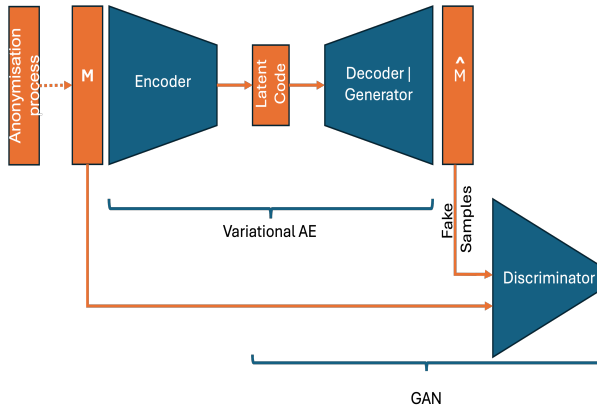 Anonymisation
process
M
Encoder
Latent
Code
Decoder |
Generator
^
M
Variational AE
Fake
Samples
Discriminator
GAN